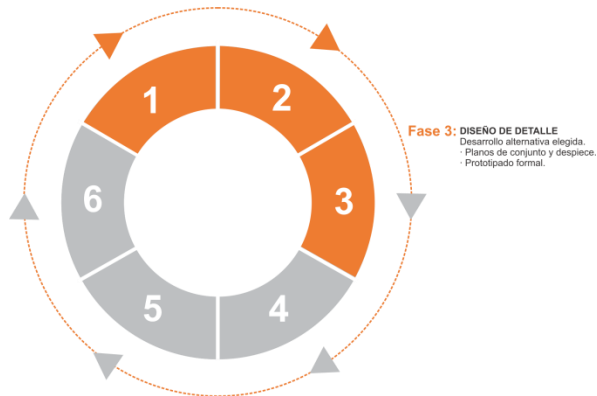 1
2
3
4
5
6
Fase 3: DISEÑO DE DETALLE
Desarrollo alternativa elegida.
· Planos de conjunto y despiece.
· Prototipado formal.